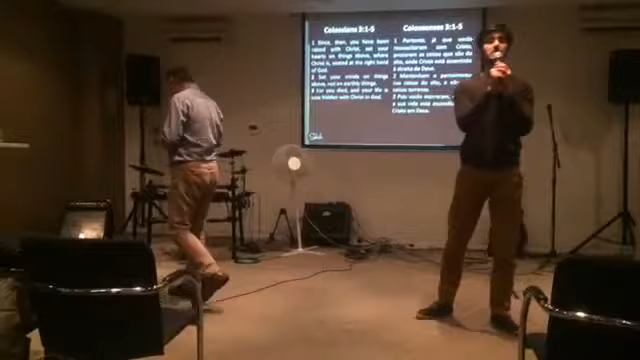 Colossians 3:1-5
1 Since, then, you have been
raised with Christ, set your
hearts on things above, where
Christ is, seated at the right hand
of God.
2 Set your minds on things
above, not on earthly things.
3 For you died, and your life is
now hidden with Christ in God.
Colossenses 3:1-5
1 Portanto, já que vocês
ressuscitaram com Cristo,
procurem as coisas que são do
alto, onde Cristo está assentado
à direita de Deus.
2 Mantenham o pensamento
nas coisas do alto, e não
coisas terrenas.
3 Pois vocês morreram,
a sua vida está escondida
Cristo em Deus.